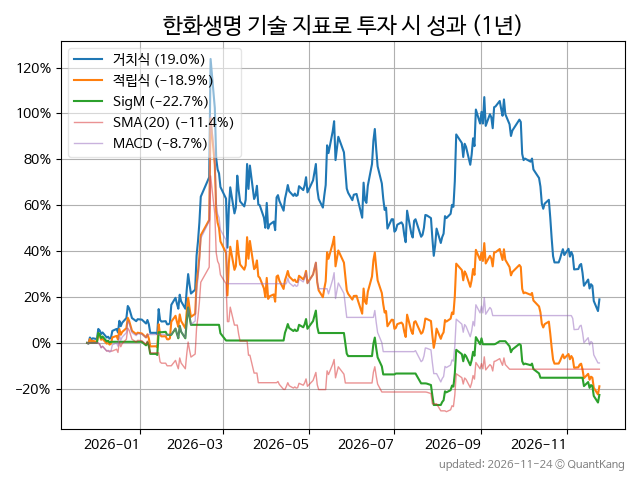 한화생명 기술 지표로 투자 시 성과 (1년)
거치식 (19.0%)
적립식 (−18.9%)
SigM (−22.7%)
SMA(20) (−11.4%)
MACD (−8.7%)
120%
100%
80%
60%
40%
20%
0%
−20%
2026−01 2026−03 2026−05 2026−07 2026−09 2026−11
updated: 2026−11−24 © QuantKang